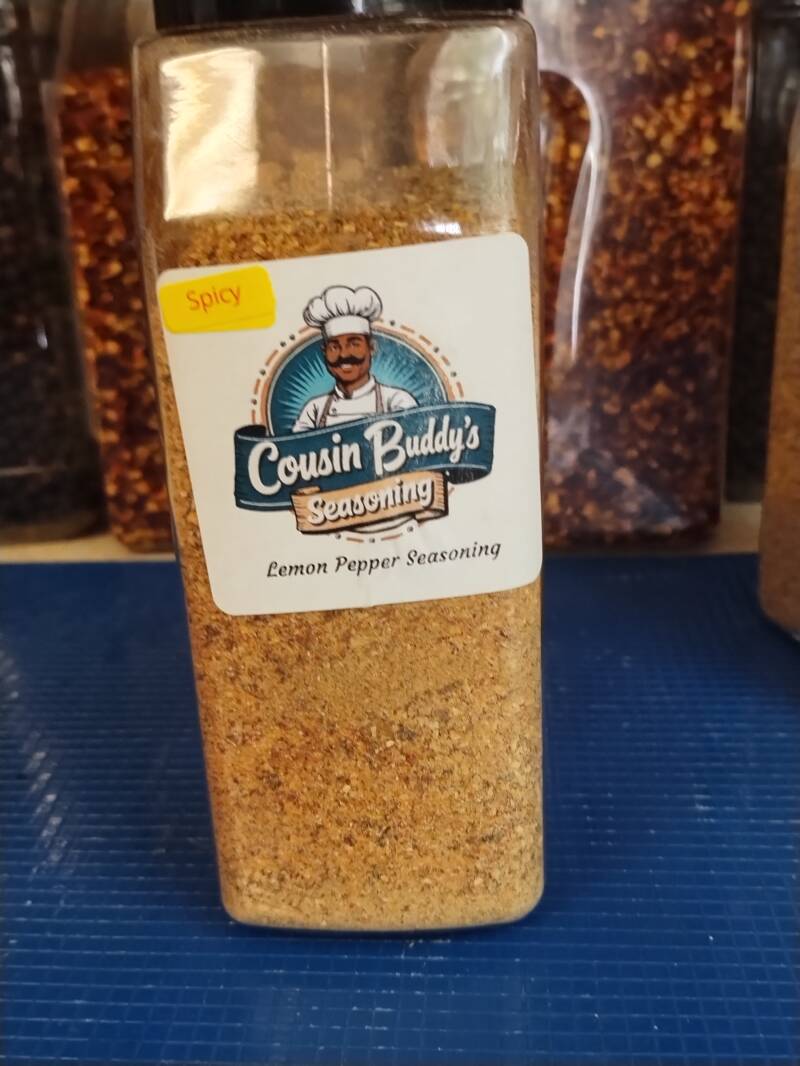 Spicy
Cousin Buddy's
Seasoning
Lemon Pepper Seasoning